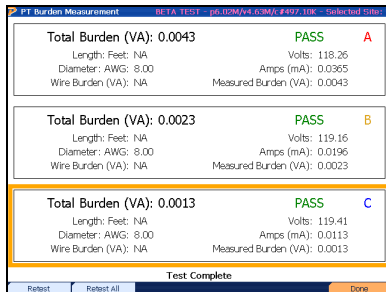 PT Burden Measurement BETA TEST - p6.02M/v4.63M/c#497.10K - Selected Site:
Total Burden (VA): 0.0043 PASS A
Length: Feet: NA Volts: 118.26
Diameter: AWG: 8.00 Amps (mA): 0.0365
Wire Burden (VA): NA Measured Burden (VA): 0.0043
Total Burden (VA): 0.0023 PASS B
Length: Feet: NA Volts: 119.16
Diameter: AWG: 8.00 Amps (mA): 0.0196
Wire Burden (VA): NA Measured Burden (VA): 0.0023
Total Burden (VA): 0.0013 PASS C
Length: Feet: NA Volts: 119.41
Diameter: AWG: 8.00 Amps (mA): 0.0113
Wire Burden (VA): NA Measured Burden (VA): 0.0013
Test Complete
Retest Retest All Done